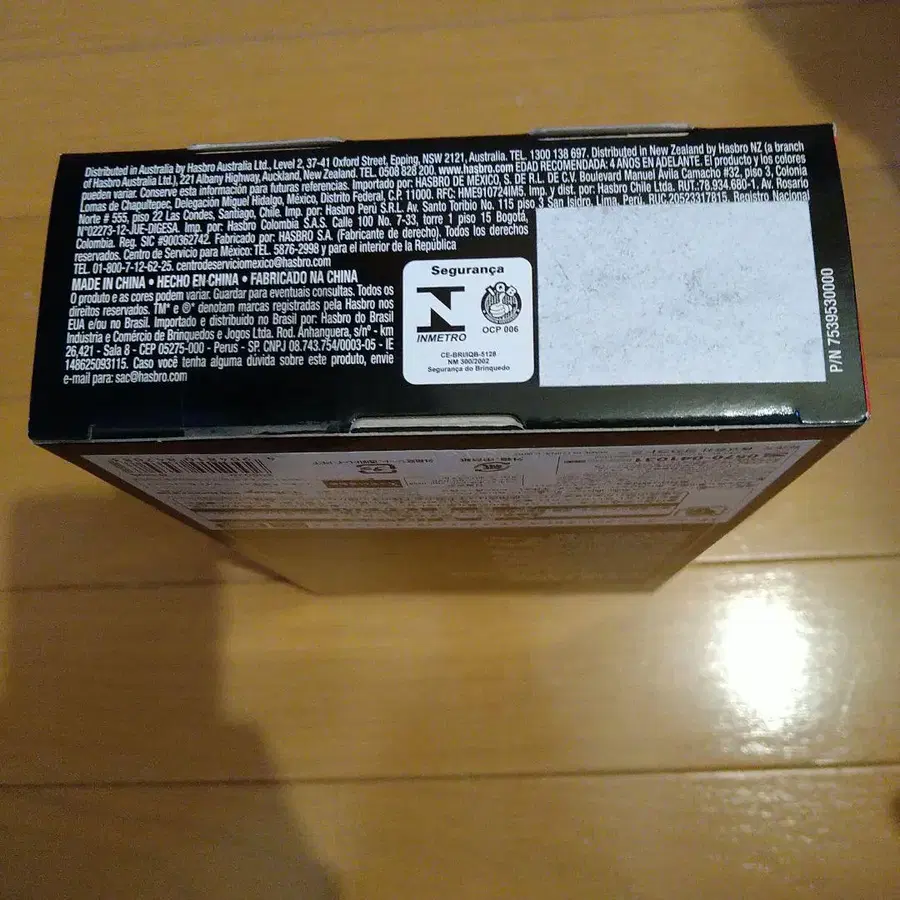 Distributed in Australia by Hasbro Australia Ltd., Level 2, 37-41 Oxford Street, Epping, NSW 2121, Australia. TEL. 1300 138 697. Distributed in New Zealand by Hasbro NZ (a branch
of Hasbro Australia Ltd.), 221 Albany Highway, Auckland, New Zealand. TEL. 0508 828 200. www.hasbro.com EDAD RECOMENDADA: 4 AÑOS EN ADELANTE. El producto y los colores
pueden variar. Conserve esta información para futuras referencias. Importado por: HASBRO DE MEXICO, S. DE R.L. DE C.V. Boulevard Manuel Ávila Camacho #32, piso 3, Colonia
Lomas de Chapultepec, Delegación Miguel Hidalgo, México, Distrito Federal, C.P. 11000. RFC: HME910724IM5. Imp. y dist. por: Hasbro Chile Ltda. RUT.:78.934.680-1. Av. Rosario
Norte # 555, piso 22 Las Condes, Santiago, Chile. Imp. por: Hasbro Perú S.R.L. Av. Santo Toribio No. 115 piso 3 San Isidro, Lima, Perú, RUC:20523317815. Registro Nacional
N°02273-12-JUE-DIGESA. Imp. por: Hasbro Colombia S.A.S. Calle 100 No. 7-33, torre 1 piso 15 Bogotá,
Colombia. Reg. SIC #900362742. Fabricado por: HASBRO S.A. (Fabricante de derecho). Todos los derechos
reservados. Centro de Servicio para México: TEL. 5876-2998 y para el interior de la República
TEL. 01-800-7-12-62-25. centrodeserviciomexico@hasbro.com
MADE IN CHINA • HECHO EN CHINA • FABRICADO NA CHINA
O produto e as cores podem variar. Guardar para eventuais consultas. Todos os
direitos reservados. TM* e ®* denotam marcas registradas pela Hasbro nos
EUA e/ou no Brasil. Importado e distribuído no Brasil por: Hasbro do Brasil
Indústria e Comércio de Brinquedos e Jogos Ltda. Rod. Anhanguera, s/nº - km
26,421 - Sala 8 - CEP 05275-000 - Perus - SP. CNPJ 08.743.754/0003-05 - IE
148625093115. Caso você tenha alguma dúvida sobre este produto, envie
e-mail para: sac@hasbro.com
Segurança
INMETRO
OCP 006
CE-BRI/IQB-5128
NM 300/2002
Segurança do Brinquedo
P/N 7539530000